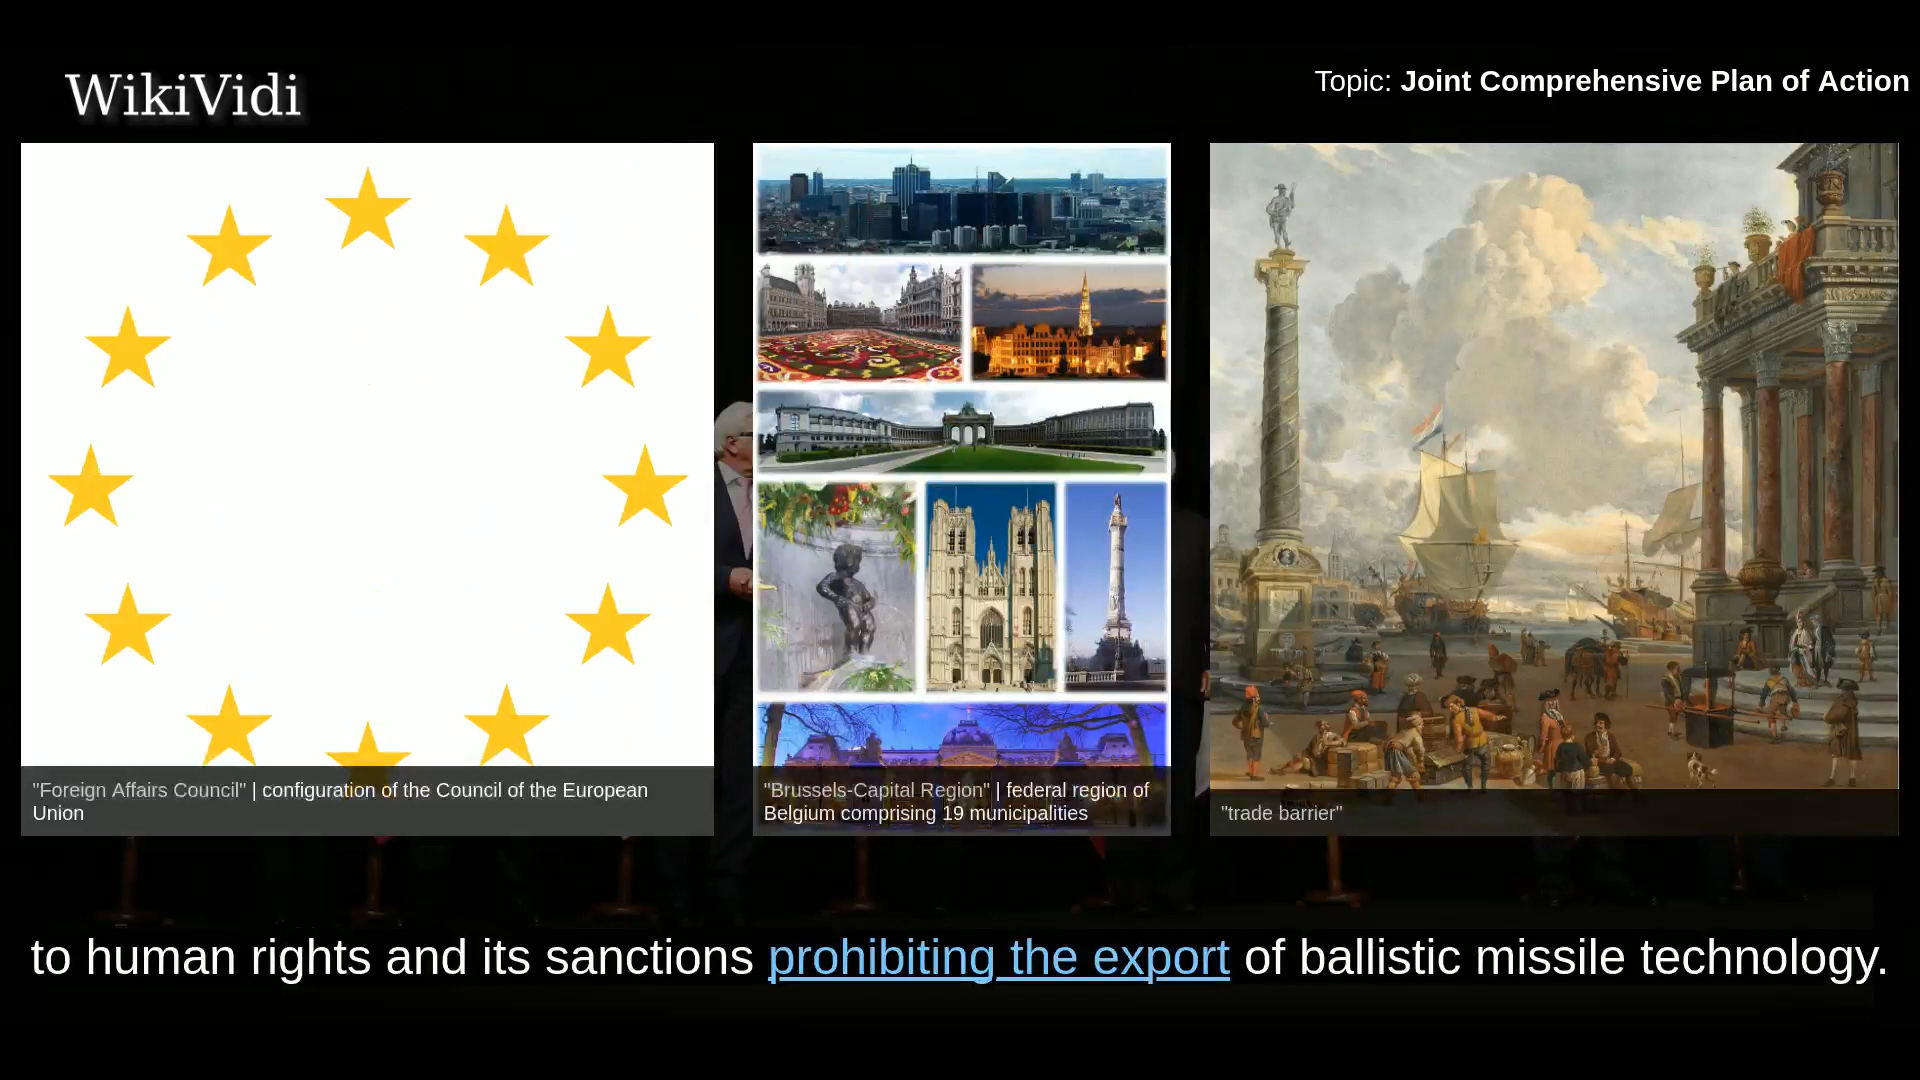 WikiVidi
Topic: Joint Comprehensive Plan of Action
"Foreign Affairs Council" | configuration of the Council of the European
Union
"Brussels-Capital Region" | federal region of
Belgium comprising 19 municipalities
"trade barrier"
to human rights and its sanctions prohibiting the export of ballistic missile technology.